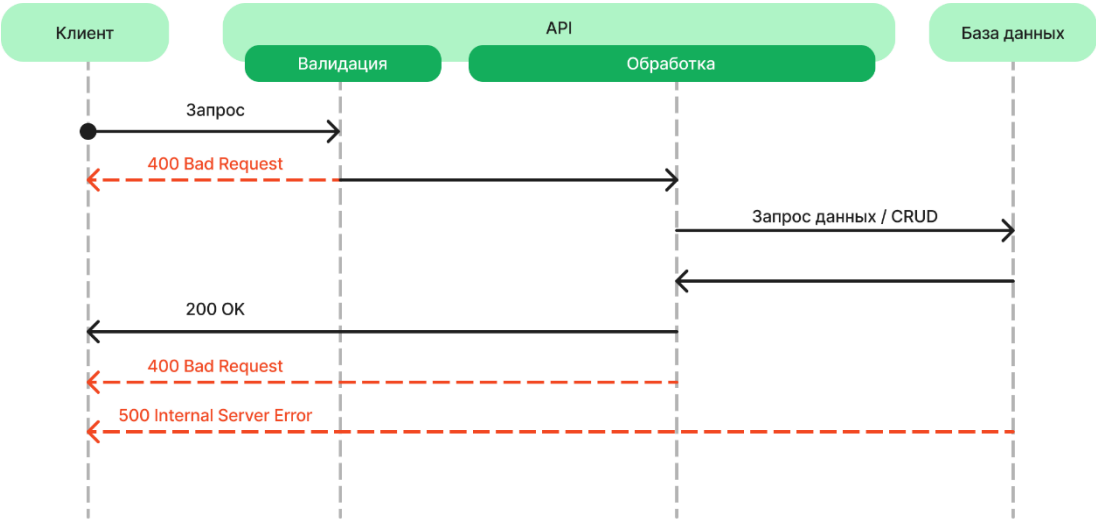 Клиент
API
База данных
Валидация
Обработка
Запрос
400 Bad Request
Запрос данных / CRUD
200 OK
400 Bad Request
500 Internal Server Error